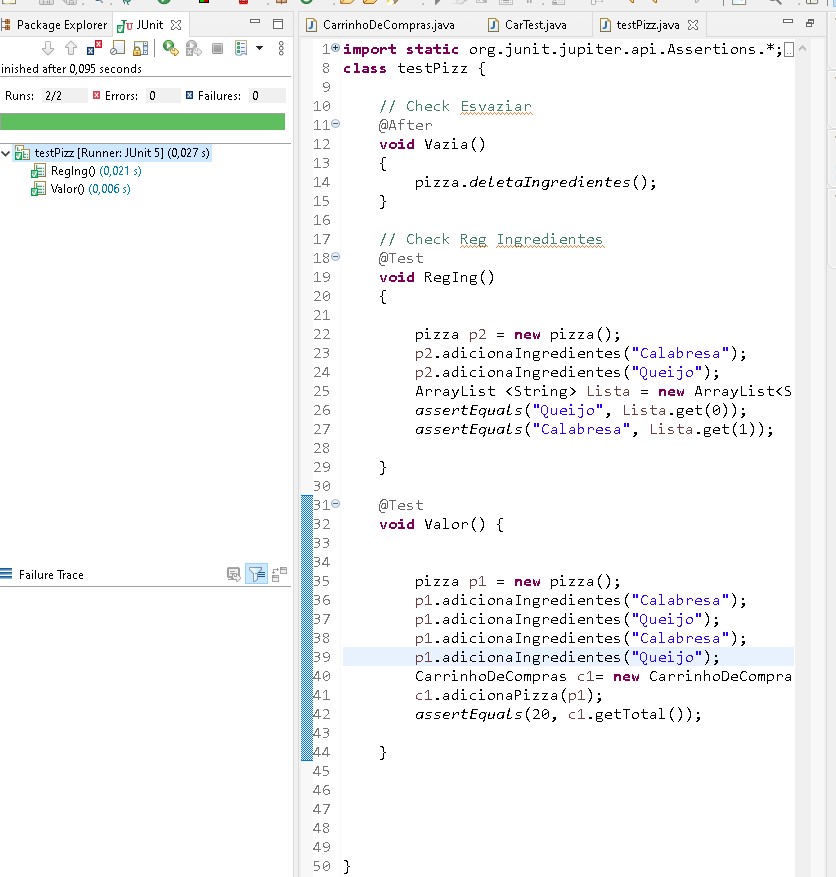 Package Explorer JUnit
inished after 0,095 seconds
Runs: 2/2 Errors: 0 Failures: 0
testPizz [Runner: JUnit 5] (0,027 s)
RegIng() (0,021 s)
Valor() (0,006 s)
Failure Trace
CarrinhoDeCompras.java CarTest.java testPizz.java
1 import static org.junit.jupiter.api.Assertions.*;
8 class testPizz {
9
10 // Check Esvaziar
11 @After
12 void Vazia()
13 {
14 pizza.deletaIngredientes();
15 }
16
17 // Check Reg Ingredientes
18 @Test
19 void RegIng()
20 {
21
22 pizza p2 = new pizza();
23 p2.adicionaIngredientes("Calabresa");
24 p2.adicionaIngredientes("Queijo");
25 ArrayList <String> Lista = new ArrayList<S
26 assertEquals("Queijo", Lista.get(0));
27 assertEquals("Calabresa", Lista.get(1));
28
29 }
30
31 @Test
32 void Valor() {
33
34
35 pizza p1 = new pizza();
36 p1.adicionaIngredientes("Calabresa");
37 p1.adicionaIngredientes("Queijo");
38 p1.adicionaIngredientes("Calabresa");
39 p1.adicionaIngredientes("Queijo");
40 CarrinhoDeCompras c1= new CarrinhoDeCompra
41 c1.adicionaPizza(p1);
42 assertEquals(20, c1.getTotal());
43
44 }
45
46
47
48
49
50 }